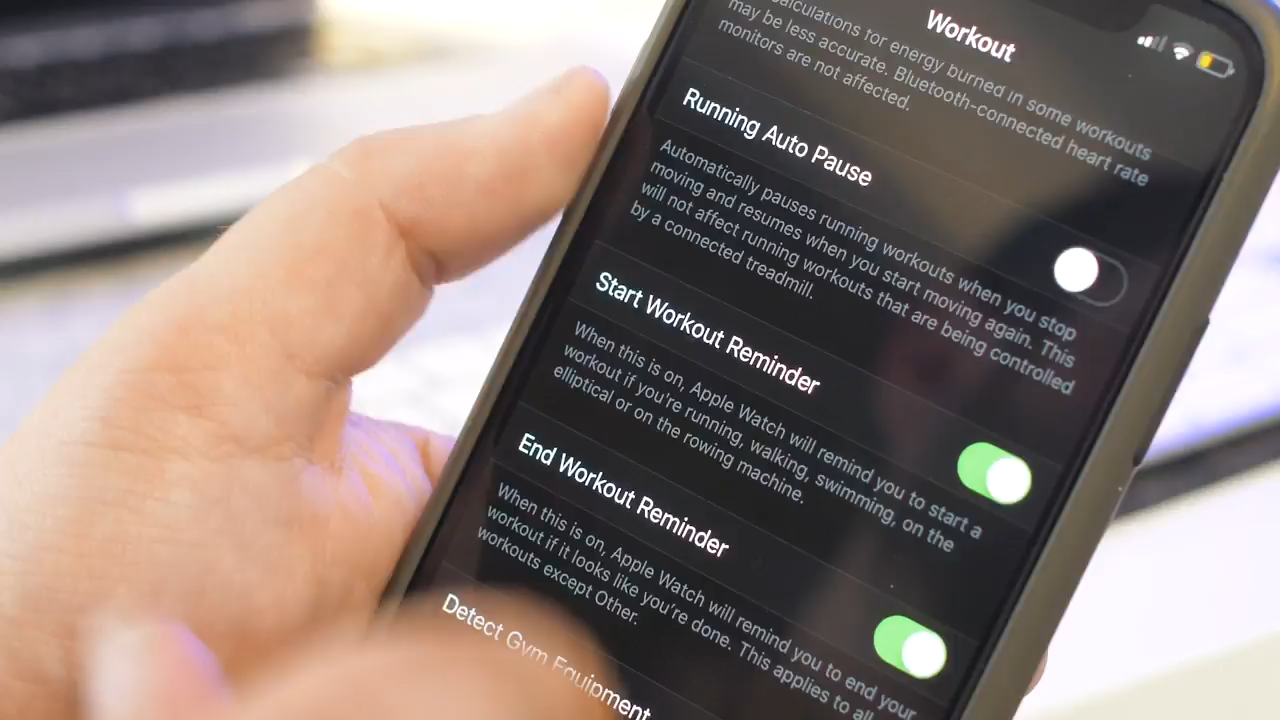 Workout
calculations for energy burned in some workouts
may be less accurate. Bluetooth-connected heart rate
monitors are not affected.
Running Auto Pause
Automatically pauses running workouts when you stop
moving and resumes when you start moving again. This
will not affect running workouts that are being controlled
by a connected treadmill.
Start Workout Reminder
When this is on, Apple Watch will remind you to start a
workout if you're running, walking, swimming, on the
elliptical or on the rowing machine.
End Workout Reminder
When this is on, Apple Watch will remind you to end your
workout if it looks like you're done. This applies to all
workouts except Other.
Detect Gym Equipment